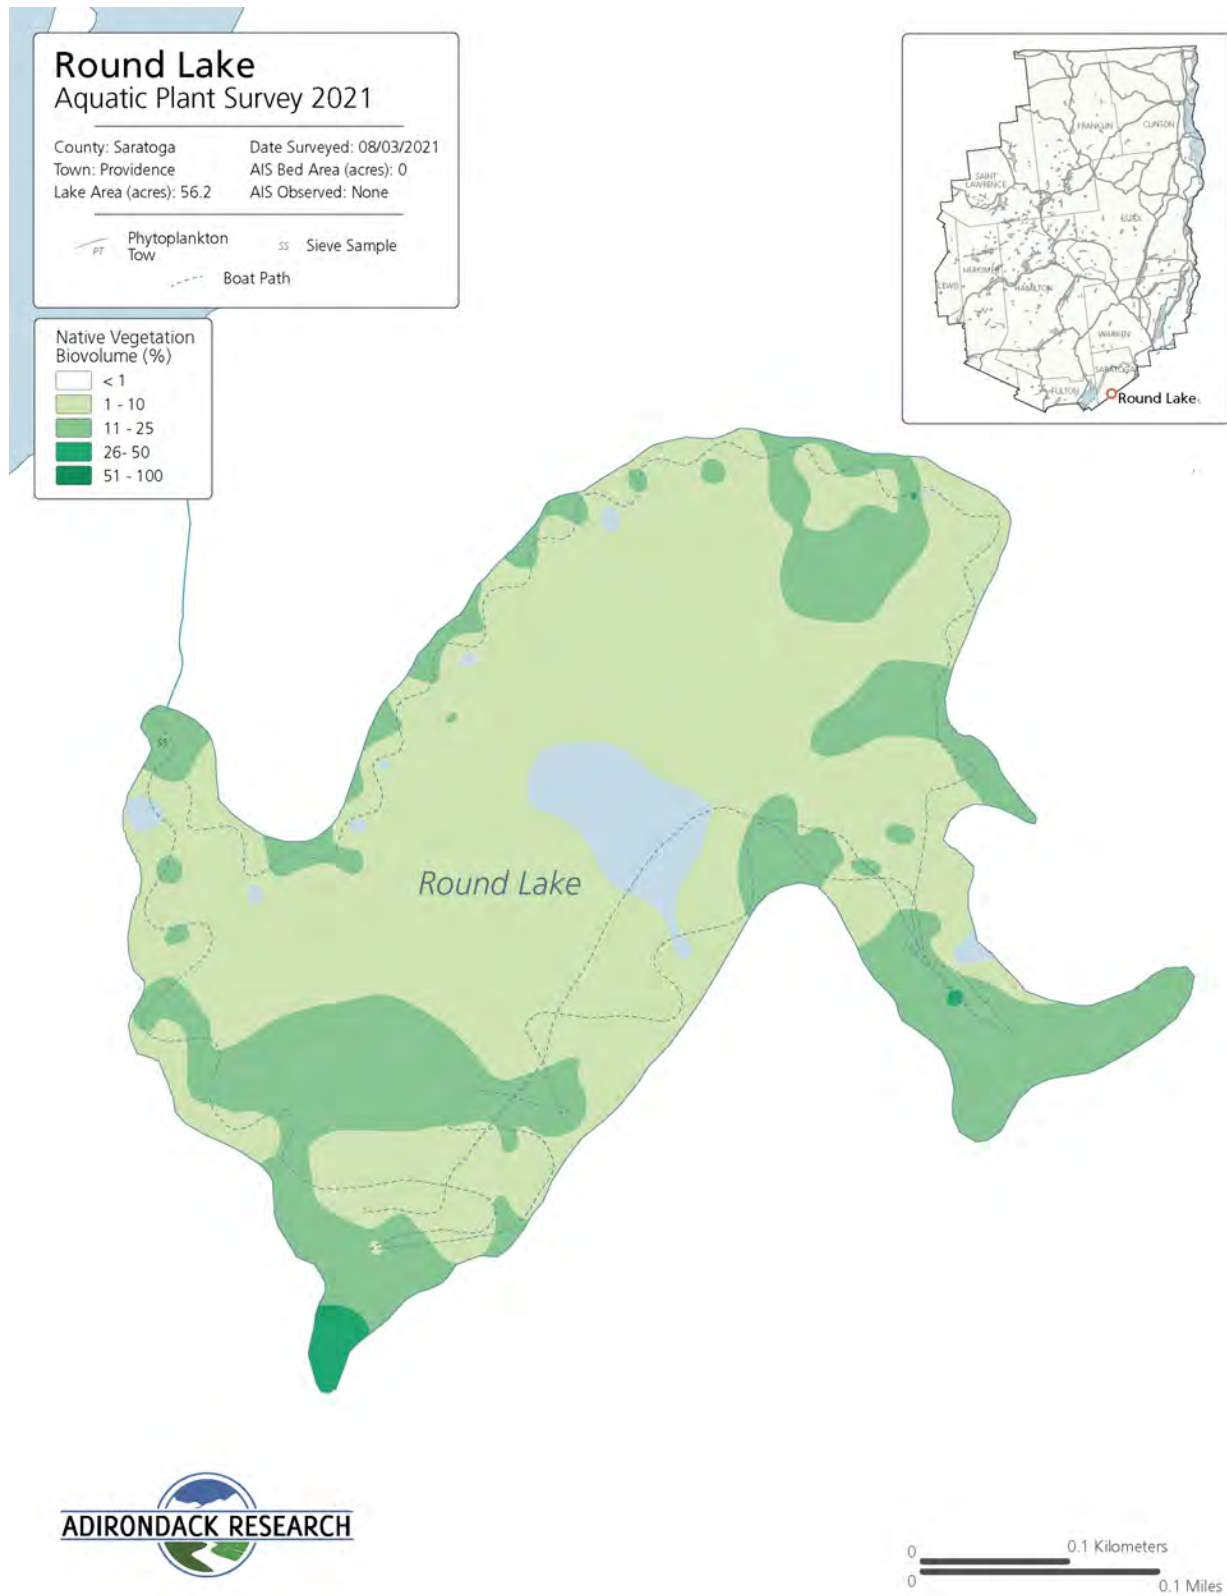 Round Lake
Aquatic Plant Survey 2021
County: Saratoga
Date Surveyed: 08/03/2021
Town: Providence
AIS Bed Area (acres): 0
Lake Area (acres): 56.2
AIS Observed: None
PT
Phytoplankton
Tow
SS
Sieve Sample
Boat Path
Native Vegetation
Biovolume (%)
< 1
1 - 10
11 - 25
26- 50
51 - 100
FRANKLIN
CLINTON
SAINT
LAWRENCE
ESSEX
HERKIMER
LEWIS
HAMILTON
WARREN
SARATOGA
FULTON
Round Lake
SS
Round Lake
ADIRONDACK RESEARCH
0
0.1 Kilometers
0
0.1 Miles